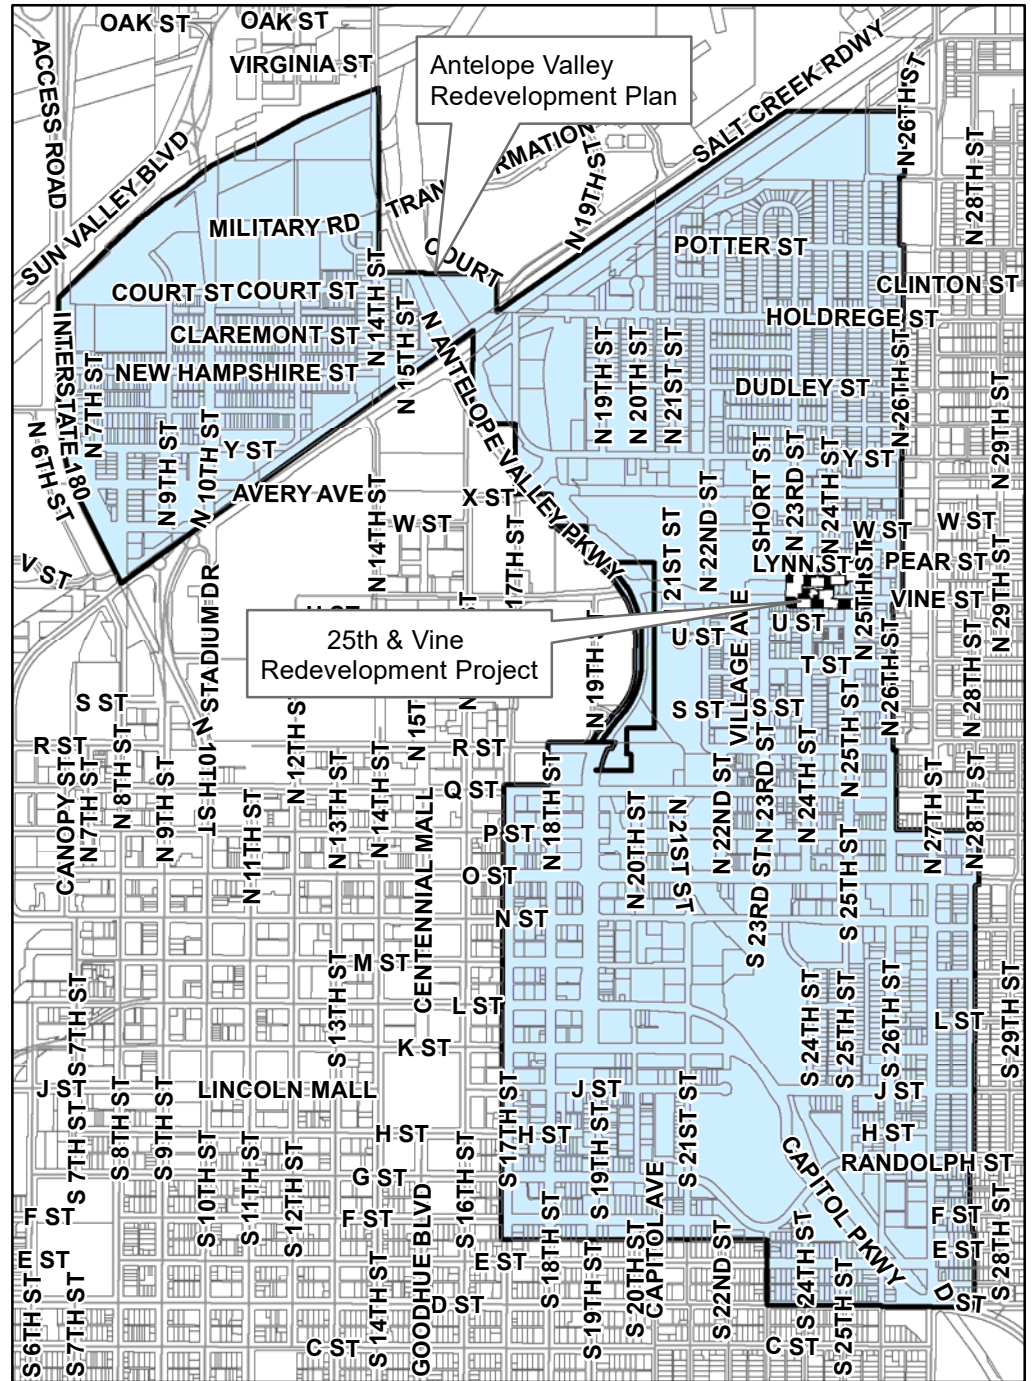 OAK ST
OAK ST
VIRGINIA ST
ACCESS ROAD
Antelope Valley
Redevelopment Plan
SALT CREEK RDWY
N 26TH ST
N 28TH ST
SUN VALLEY BLVD
MILITARY RD
N 19TH ST
POTTER ST
COURT
COURT ST
COURT ST
N 14TH ST
CLINTON ST
INTERSTATE 180
CLAREMONT ST
N 15TH ST
N ANTELOPE VALLEY PKWY
HOLDREGE ST
NEW HAMPSHIRE ST
N 7TH ST
N 19TH ST
N 20TH ST
N 21ST ST
DUDLEY ST
N 26TH ST
N 29TH ST
N 6TH ST
N 9TH ST
N 10TH ST
Y ST
SHORT ST
N 23RD ST
N 24TH ST
Y ST
AVERY AVE
N 14TH ST
X ST
W ST
17TH ST
21ST ST
N 22ND ST
W ST
W ST
LYNN ST
N 25TH ST
PEAR ST
V ST
STADIUM DR
VINE ST
N 29TH ST
25th & Vine
Redevelopment Project
N 19TH ST
U ST
VILLAGE AVE
U ST
T ST
N 26TH ST
N 28TH ST
S ST
N 12TH S
N 15T
S ST
S ST
N 25TH ST
R ST
N 10TH ST
R ST
CANOPY ST
N 7TH ST
N 8TH ST
N 9TH ST
N 11TH ST
N 13TH ST
N 14TH ST
CENTENNIAL MALL
Q ST
N 18TH ST
N 20TH ST
N 21ST ST
N 22ND ST
N 23RD ST
N 24TH ST
N 27TH ST
N 28TH ST
P ST
O ST
N ST
S 23RD ST
S 25TH ST
M ST
S 7TH ST
S 13TH ST
L ST
S 24TH ST
S 25TH ST
S 26TH ST
L ST
S 29TH ST
K ST
J ST
LINCOLN MALL
J ST
J ST
S 7TH ST
S 8TH ST
S 9TH ST
S 10TH ST
S 11TH ST
S 12TH ST
H ST
S 16TH ST
S 17TH ST
H ST
S 19TH ST
S 21ST ST
H ST
CAPITOL PKWY
RANDOLPH ST
G ST
F ST
F ST
GOODHUE BLVD
S 18TH ST
CAPITOL AVE
F ST
E ST
E ST
S 19TH ST
S 20TH ST
S 22ND ST
S 24TH ST
S 25TH ST
E ST
S 28TH ST
S 6TH ST
S 7TH ST
S 14TH ST
D ST
D ST
C ST
C ST